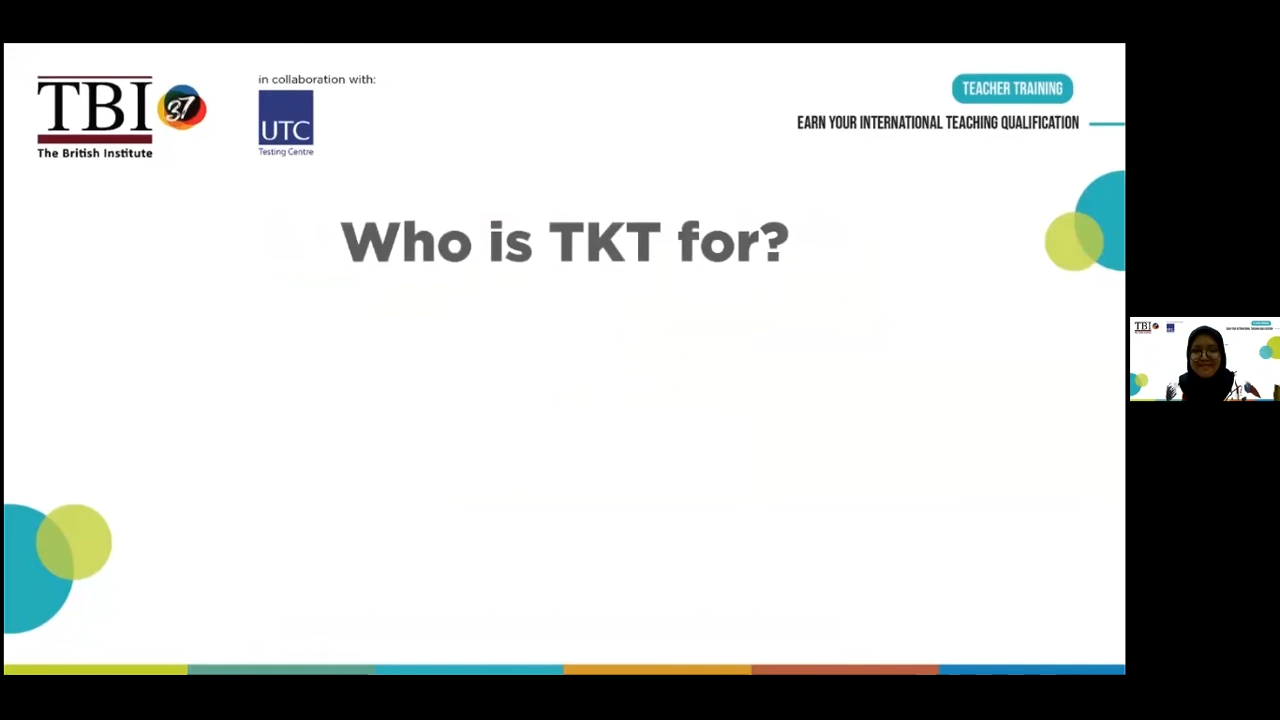 TBI
37
The British Institute
in collaboration with:
UTC
Testing Centre
TEACHER TRAINING
EARN YOUR INTERNATIONAL TEACHING QUALIFICATION
Who is TKT for?
TBI